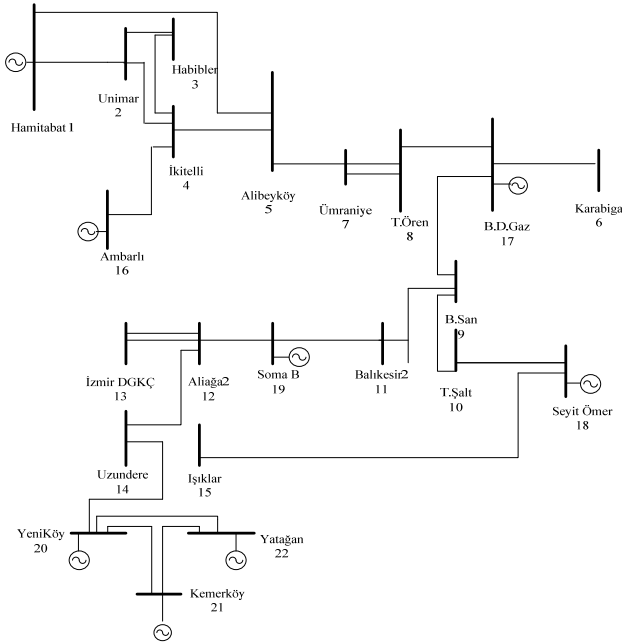 Habibler
3
Unimar
2
Hamitabat 1
İkitelli
4
Alibeyköy
5
Ümraniye
7
T.Ören
8
B.D.Gaz
17
Karabiga
6
Ambarlı
16
B.San
9
İzmir DGKÇ
13
Aliağa2
12
Soma B
19
Balıkesir2
11
T.Şalt
10
Seyit Ömer
18
Uzundere
14
Işıklar
15
YeniKöy
20
Yatağan
22
Kemerköy
21